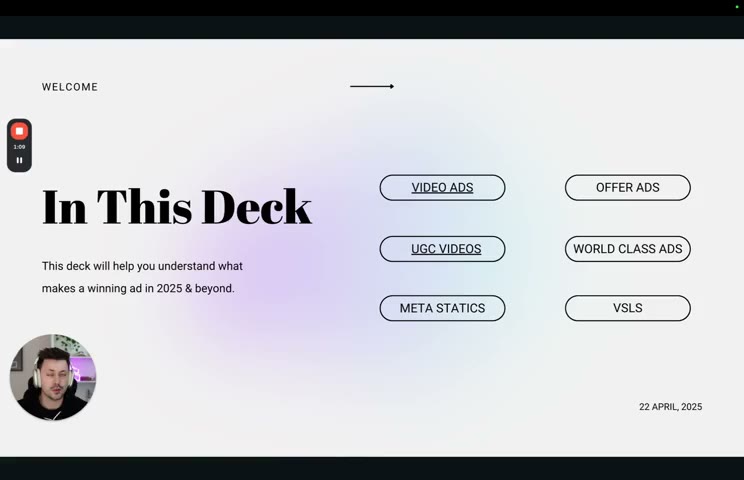 WELCOME
1:09
In This Deck
This deck will help you understand what
makes a winning ad in 2025 & beyond.
VIDEO ADS
OFFER ADS
UGC VIDEOS
WORLD CLASS ADS
META STATICS
VSLS
22 APRIL, 2025